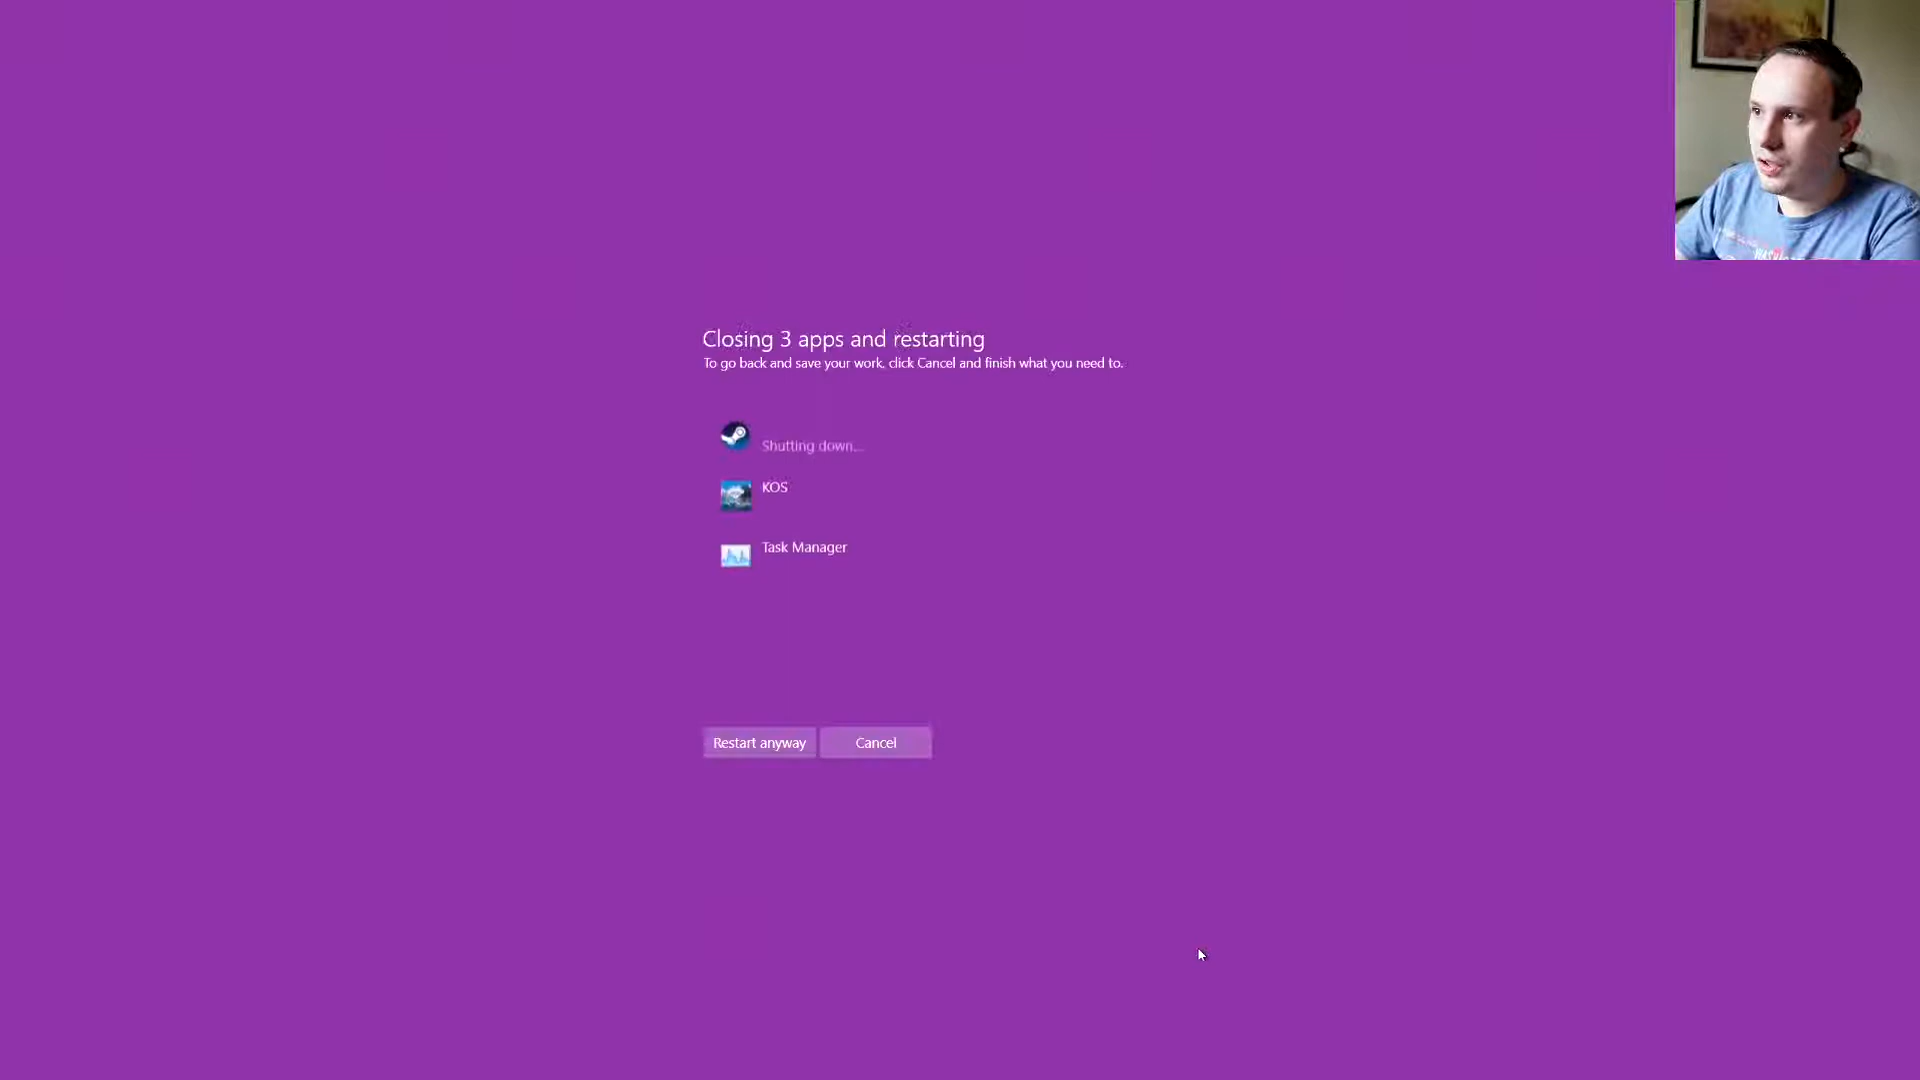 Closing 3 apps and restarting
To go back and save your work, click Cancel and finish what you need to.
Shutting down...
KOS
Task Manager
Restart anyway
Cancel